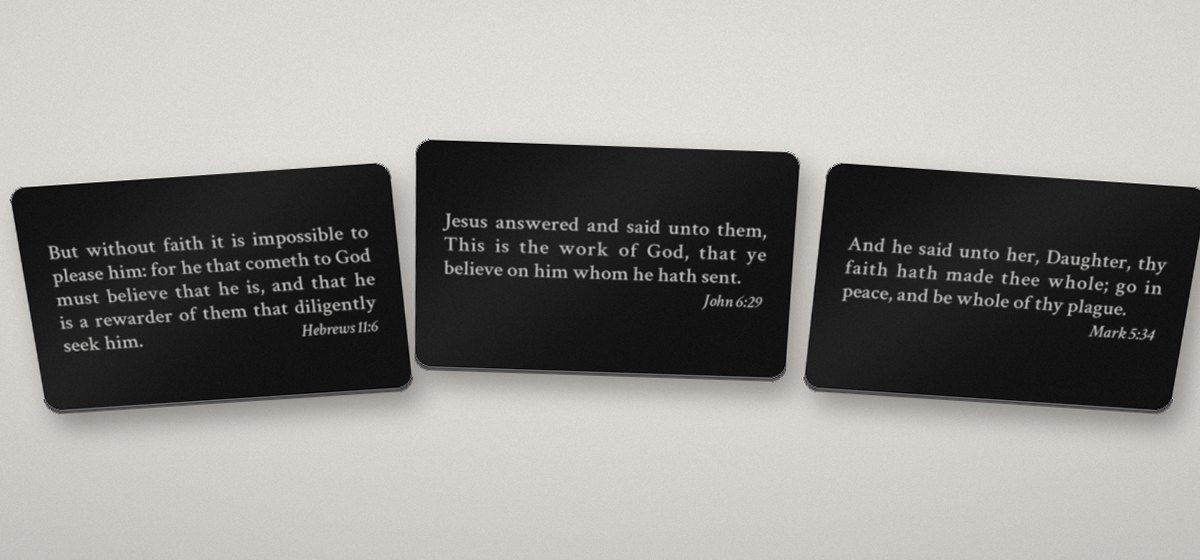 But without faith it is impossible to
please him: for he that cometh to God
must believe that he is, and that he
is a rewarder of them that diligently
seek him.
Hebrews 11:6
Jesus answered and said unto them,
This is the work of God, that ye
believe on him whom he hath sent.
John 6:29
And he said unto her, Daughter, thy
faith hath made thee whole; go in
peace, and be whole of thy plague.
Mark 5:34